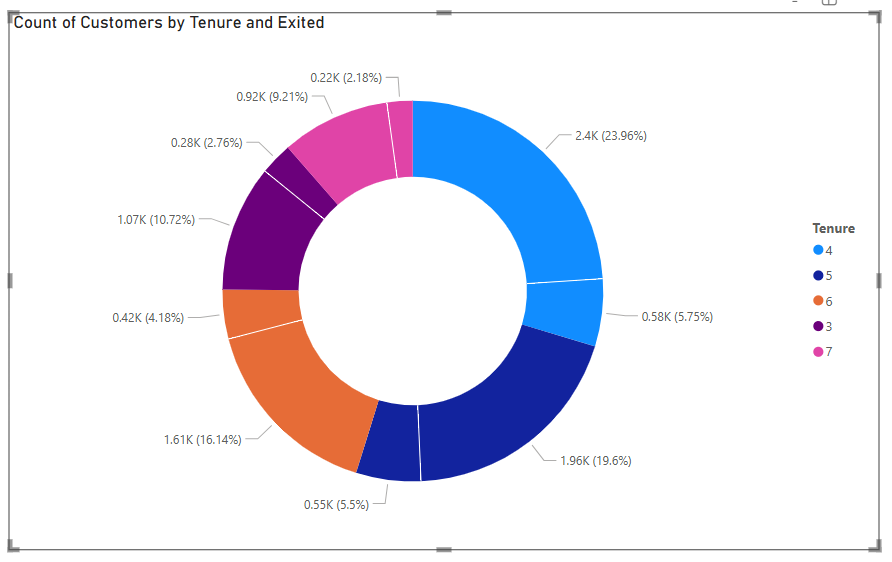 Count of Customers by Tenure and Exited
0.22K (2.18%)
0.92K (9.21%)
2.4K (23.96%)
0.28K (2.76%)
1.07K (10.72%)
0.42K (4.18%)
0.58K (5.75%)
1.61K (16.14%)
1.96K (19.6%)
0.55K (5.5%)
Tenure
4
5
6
3
7